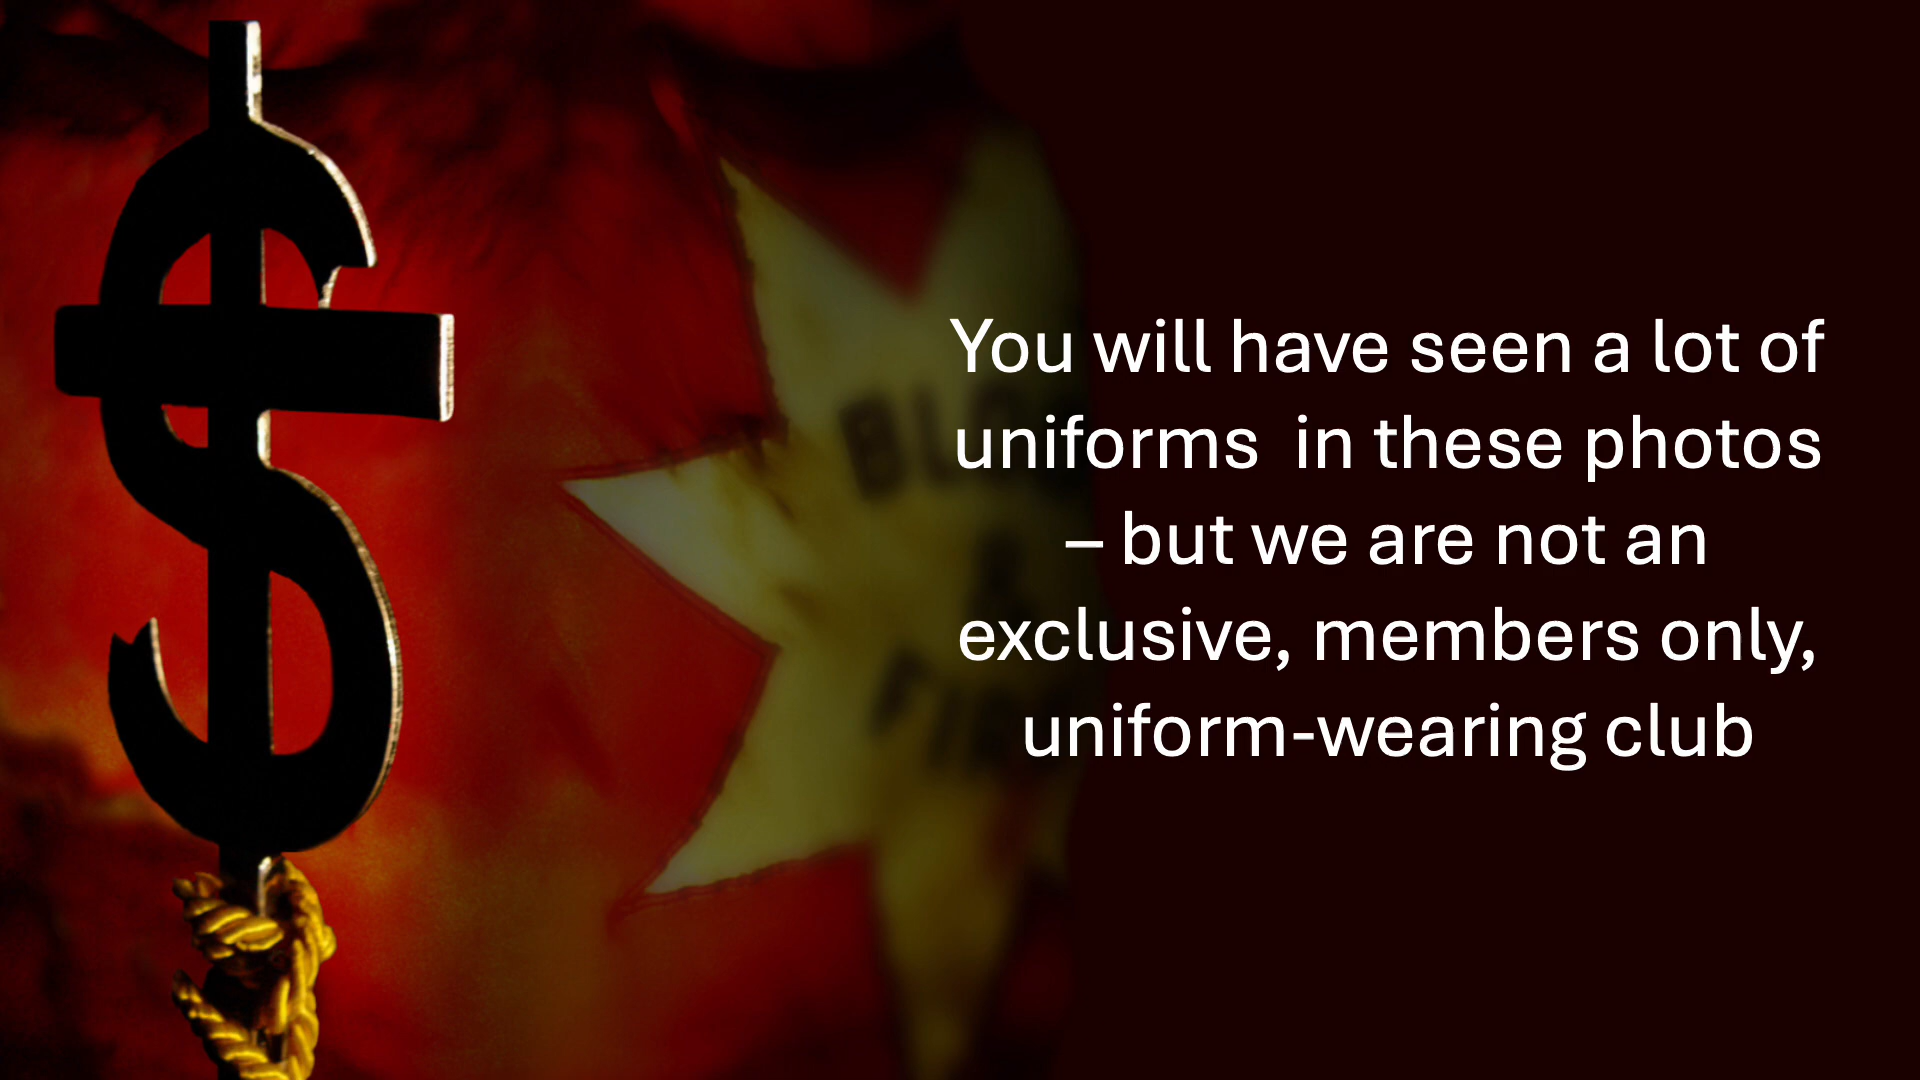 You will have seen a lot of
uniforms  in these photos
– but we are not an
exclusive, members only,
uniform-wearing club